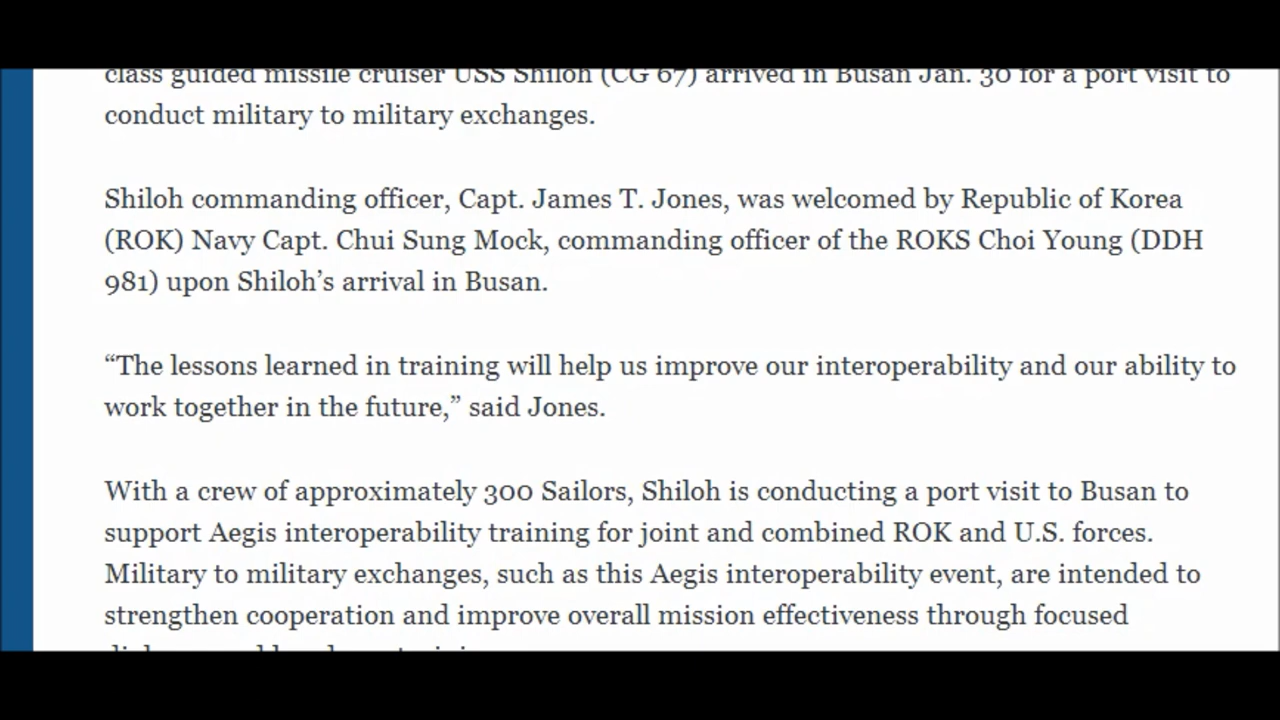 class guided missile cruiser USS Shiloh (CG 67) arrived in Busan Jan. 30 for a port visit to
conduct military to military exchanges.
Shiloh commanding officer, Capt. James T. Jones, was welcomed by Republic of Korea
(ROK) Navy Capt. Chui Sung Mock, commanding officer of the ROKS Choi Young (DDH
981) upon Shiloh’s arrival in Busan.
“The lessons learned in training will help us improve our interoperability and our ability to
work together in the future,” said Jones.
With a crew of approximately 300 Sailors, Shiloh is conducting a port visit to Busan to
support Aegis interoperability training for joint and combined ROK and U.S. forces.
Military to military exchanges, such as this Aegis interoperability event, are intended to
strengthen cooperation and improve overall mission effectiveness through focused